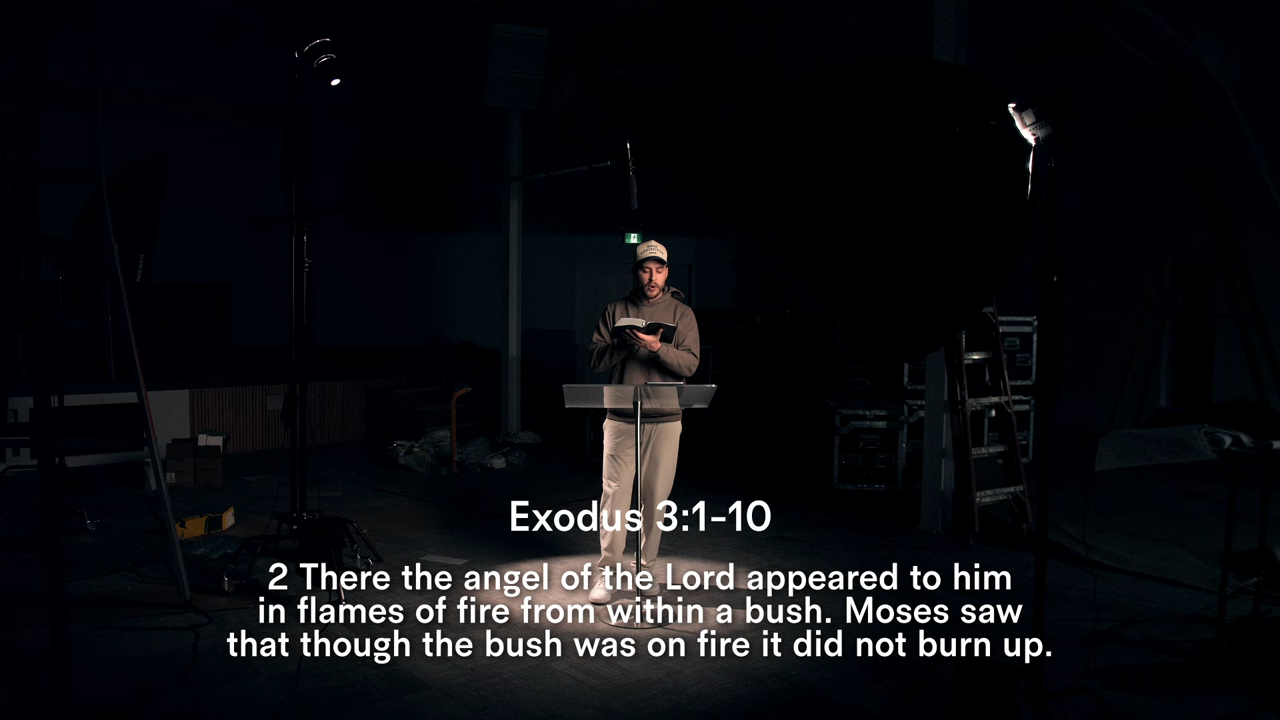 Exodus 3:1-10
2 There the angel of the Lord appeared to him
in flames of fire from within a bush. Moses saw
that though the bush was on fire it did not burn up.